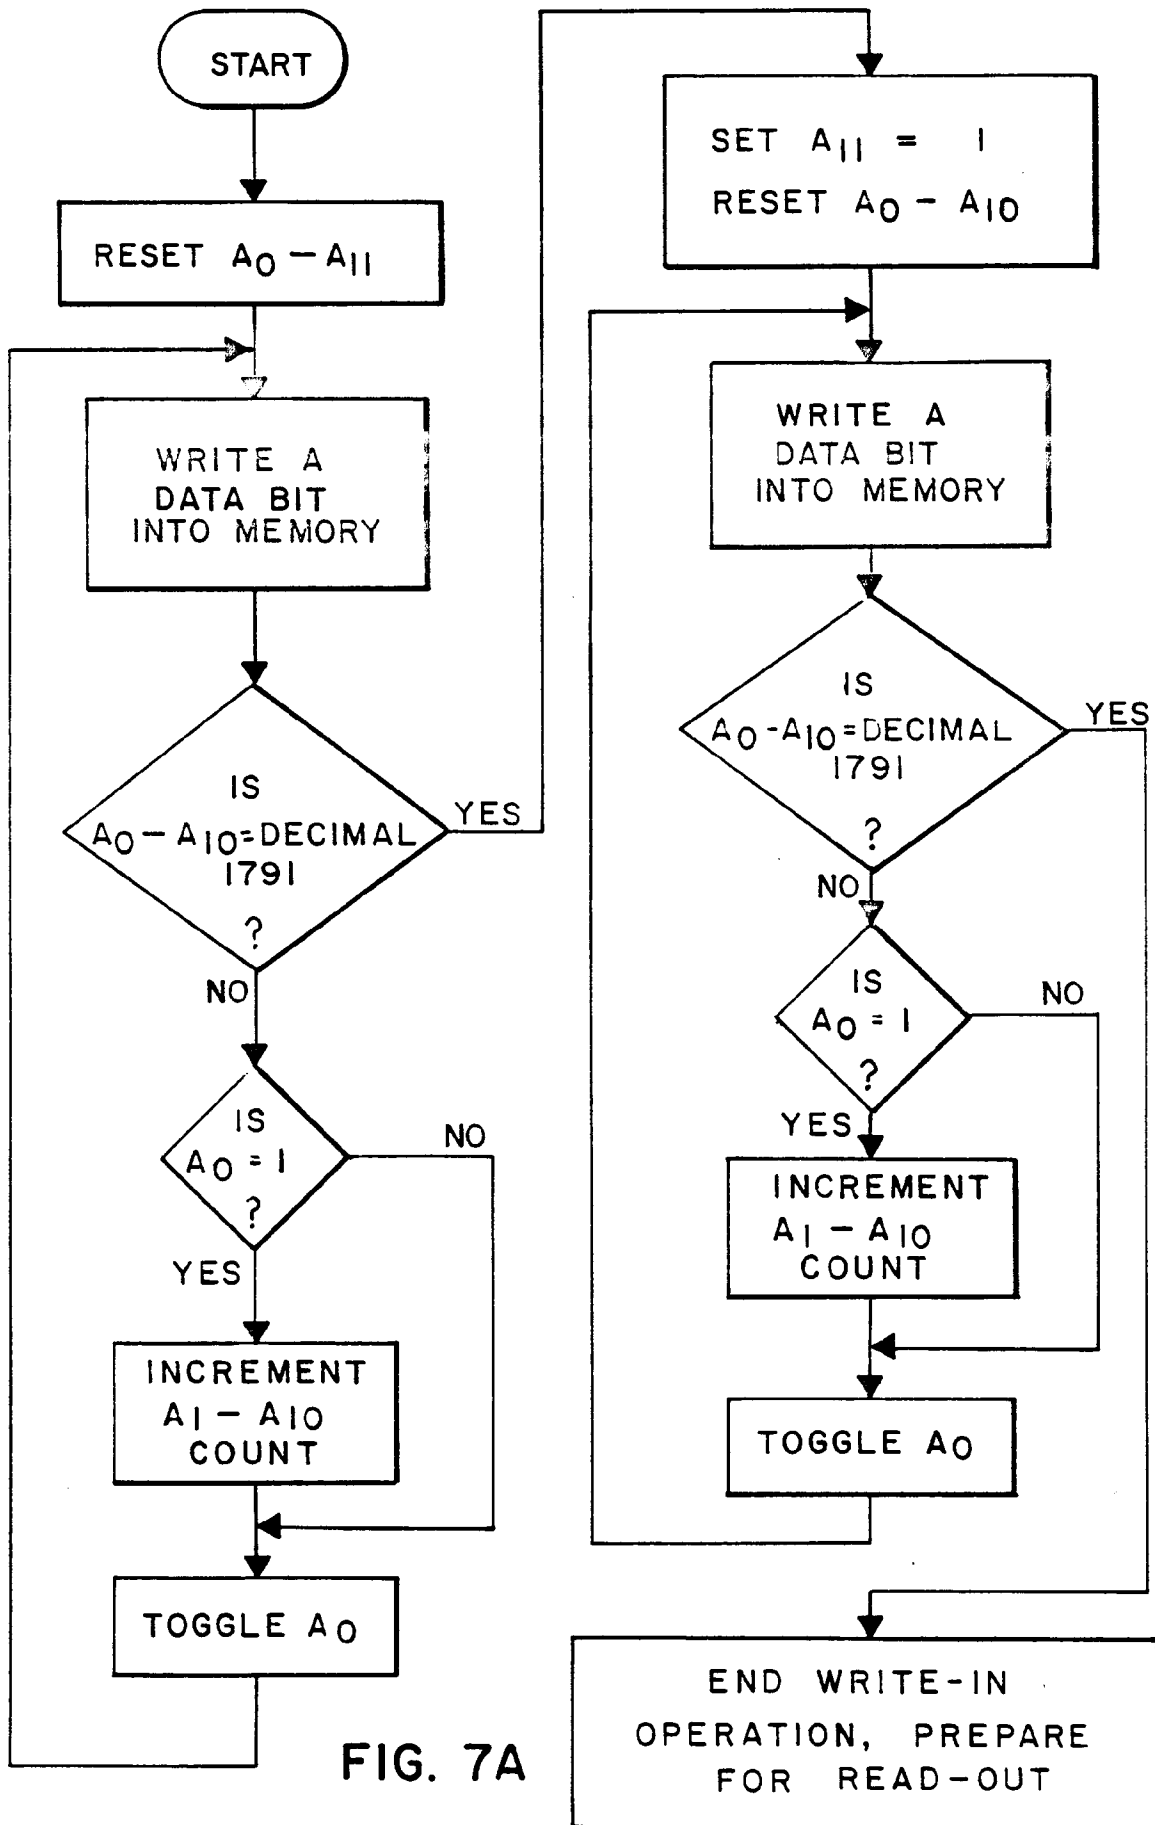 START
RESET A0 - A11
WRITE A
DATA BIT
INTO MEMORY
IS
A0 - A10 = DECIMAL
1791
?
YES
NO
IS
A0 = 1
?
NO
YES
INCREMENT
A1 - A10
COUNT
TOGGLE A0
SET A11 = 1
RESET A0 - A10
WRITE A
DATA BIT
INTO MEMORY
IS
A0 - A10 = DECIMAL
1791
?
YES
NO
IS
A0 = 1
?
NO
YES
INCREMENT
A1 - A10
COUNT
TOGGLE A0
END WRITE-IN
OPERATION, PREPARE
FOR READ-OUT
FIG. 7A